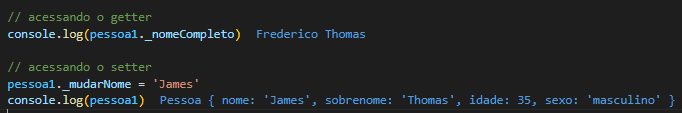 // acessando o getter
console.log(pessoa1._nomeCompleto)  Frederico Thomas
// acessando o setter
pessoa1._mudarNome = 'James'
console.log(pessoa1)  Pessoa { nome: 'James', sobrenome: 'Thomas', idade: 35, sexo: 'masculino' }